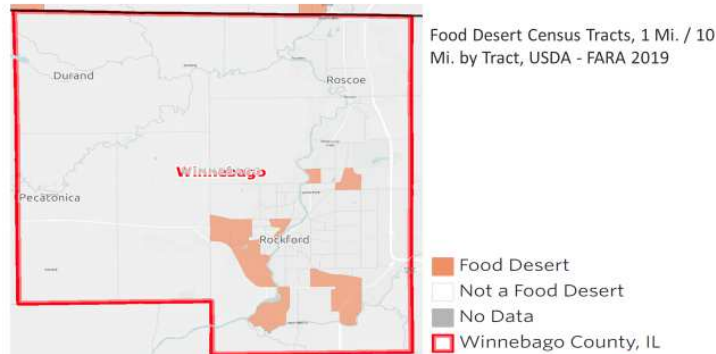 Food Desert Census Tracts, 1 Mi. / 10
Mi. by Tract, USDA - FARA 2019
Durand
Roscoe
Winnebago
Pecatonica
Rockford
Food Desert
Not a Food Desert
No Data
Winnebago County, IL